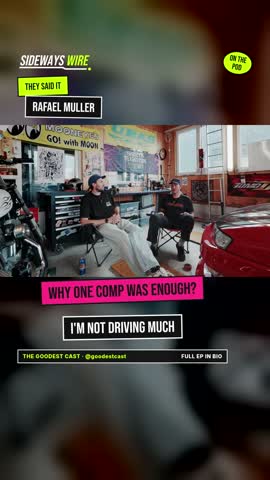 SIDEWAYS WIRE.
ON THE
POD
THEY SAID IT
RAFAEL MULLER
MOONEYES
GO! with MOON
WHY ONE COMP WAS ENOUGH?
I'M NOT DRIVING MUCH
THE GOODEST CAST · @goodestcast
FULL EP IN BIO